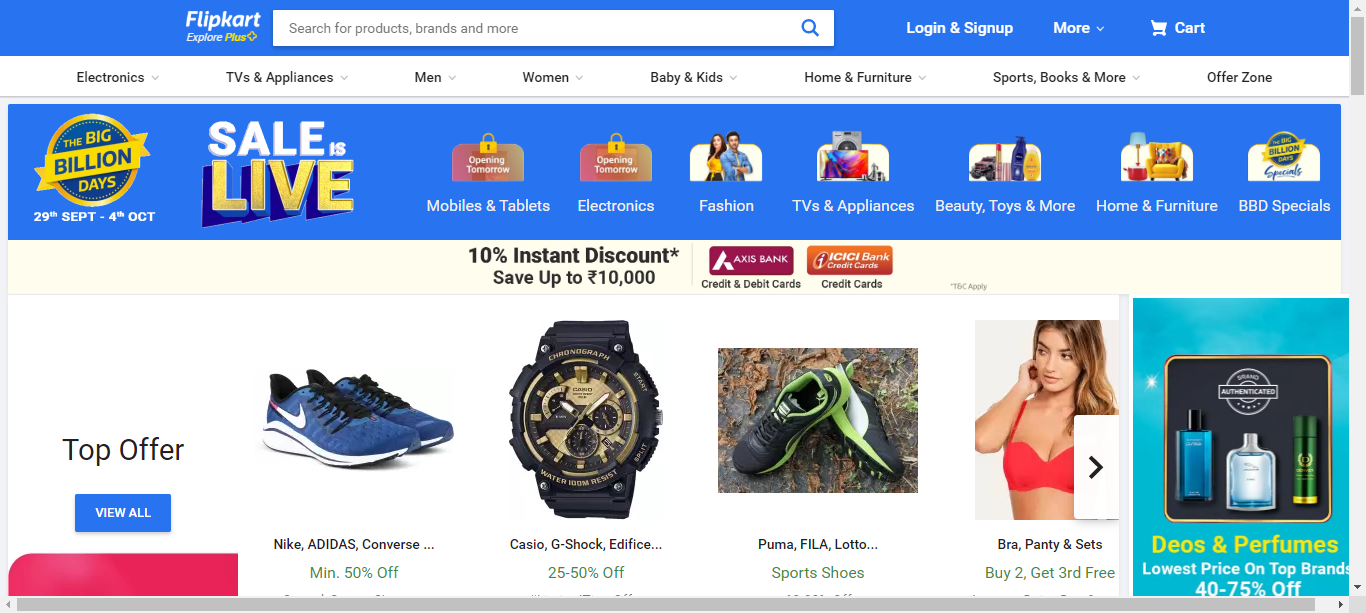 Flipkart
Explore Plus
Search for products, brands and more
Login & Signup
More
Cart
Electronics
TVs & Appliances
Men
Women
Baby & Kids
Home & Furniture
Sports, Books & More
Offer Zone
THE BIG
BILLION
DAYS
29th SEPT - 4th OCT
SALE IS
LIVE
Opening
Tomorrow
Mobiles & Tablets
Opening
Tomorrow
Electronics
Fashion
TVs & Appliances
Beauty, Toys & More
Home & Furniture
THE BIG
BILLION
DAYS
Specials
BBD Specials
10% Instant Discount*
Save Up to ₹10,000
AXIS BANK
Credit & Debit Cards
ICICI Bank
Credit Cards
Credit Cards
*T&C Apply
Top Offer
VIEW ALL
CHRONOGRAPH
START
CASIO
WATER 100M RESIST
SPLIT
Nike, ADIDAS, Converse ...
Min. 50% Off
Casio, G-Shock, Edifice...
25-50% Off
Puma, FILA, Lotto...
Sports Shoes
Bra, Panty & Sets
Buy 2, Get 3rd Free
BRAND
AUTHENTICATED
Deos & Perfumes
Lowest Price On Top Brands
40-75% Off